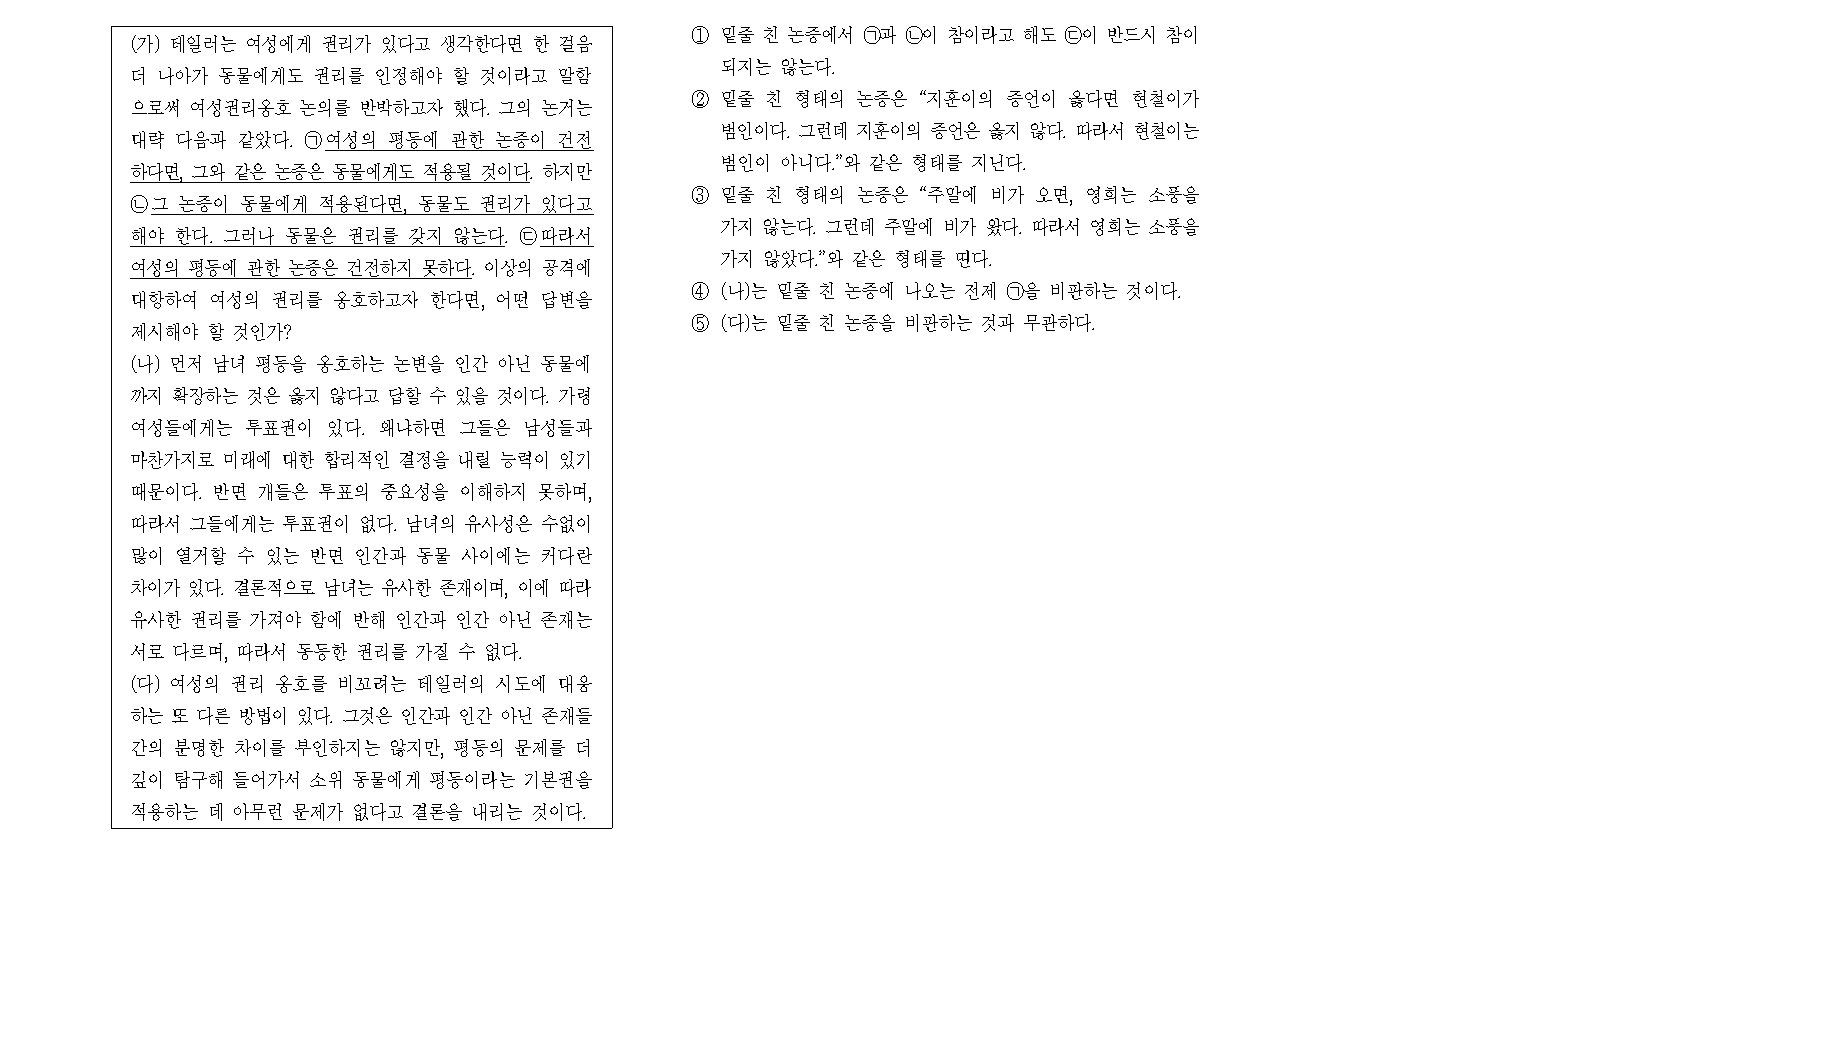 (가) 테일러는 여성에게 권리가 있다고 생각한다면 한 걸음
더 나아가 동물에게도 권리를 인정해야 할 것이라고 말함
으로써 여성권리옹호 논의를 반박하고자 했다. 그의 논거는
대략 다음과 같았다. ㉠여성의 평등에 관한 논증이 건전
하다면, 그와 같은 논증은 동물에게도 적용될 것이다. 하지만
㉡그 논증이 동물에게 적용된다면, 동물도 권리가 있다고
해야 한다. 그러나 동물은 권리를 갖지 않는다. ㉢따라서
여성의 평등에 관한 논증은 건전하지 못하다. 이상의 공격에
대항하여 여성의 권리를 옹호하고자 한다면, 어떤 답변을
제시해야 할 것인가?
(나) 먼저 남녀 평등을 옹호하는 논변을 인간 아닌 동물에
까지 확장하는 것은 옳지 않다고 답할 수 있을 것이다. 가령
여성들에게는 투표권이 있다. 왜냐하면 그들은 남성들과
마찬가지로 미래에 대한 합리적인 결정을 내릴 능력이 있기
때문이다. 반면 개들은 투표의 중요성을 이해하지 못하며,
따라서 그들에게는 투표권이 없다. 남녀의 유사성은 수없이
많이 열거할 수 있는 반면 인간과 동물 사이에는 커다란
차이가 있다. 결론적으로 남녀는 유사한 존재이며, 이에 따라
유사한 권리를 가져야 함에 반해 인간과 인간 아닌 존재는
서로 다르며, 따라서 동등한 권리를 가질 수 없다.
(다) 여성의 권리 옹호를 비꼬려는 테일러의 시도에 대응
하는 또 다른 방법이 있다. 그것은 인간과 인간 아닌 존재들
간의 분명한 차이를 부인하지는 않지만, 평등의 문제를 더
깊이 탐구해 들어가서 소위 동물에게 평등이라는 기본권을
적용하는 데 아무런 문제가 없다고 결론을 내리는 것이다.
① 밑줄 친 논증에서 ㉠과 ㉡이 참이라고 해도 ㉢이 반드시 참이
되지는 않는다.
② 밑줄 친 형태의 논증은 “지훈이의 증언이 옳다면 현철이가
범인이다. 그런데 지훈이의 증언은 옳지 않다. 따라서 현철이는
범인이 아니다.”와 같은 형태를 지닌다.
③ 밑줄 친 형태의 논증은 “주말에 비가 오면, 영희는 소풍을
가지 않는다. 그런데 주말에 비가 왔다. 따라서 영희는 소풍을
가지 않았다.”와 같은 형태를 띤다.
④ (나)는 밑줄 친 논증에 나오는 전제 ㉠을 비판하는 것이다.
⑤ (다)는 밑줄 친 논증을 비판하는 것과 무관하다.